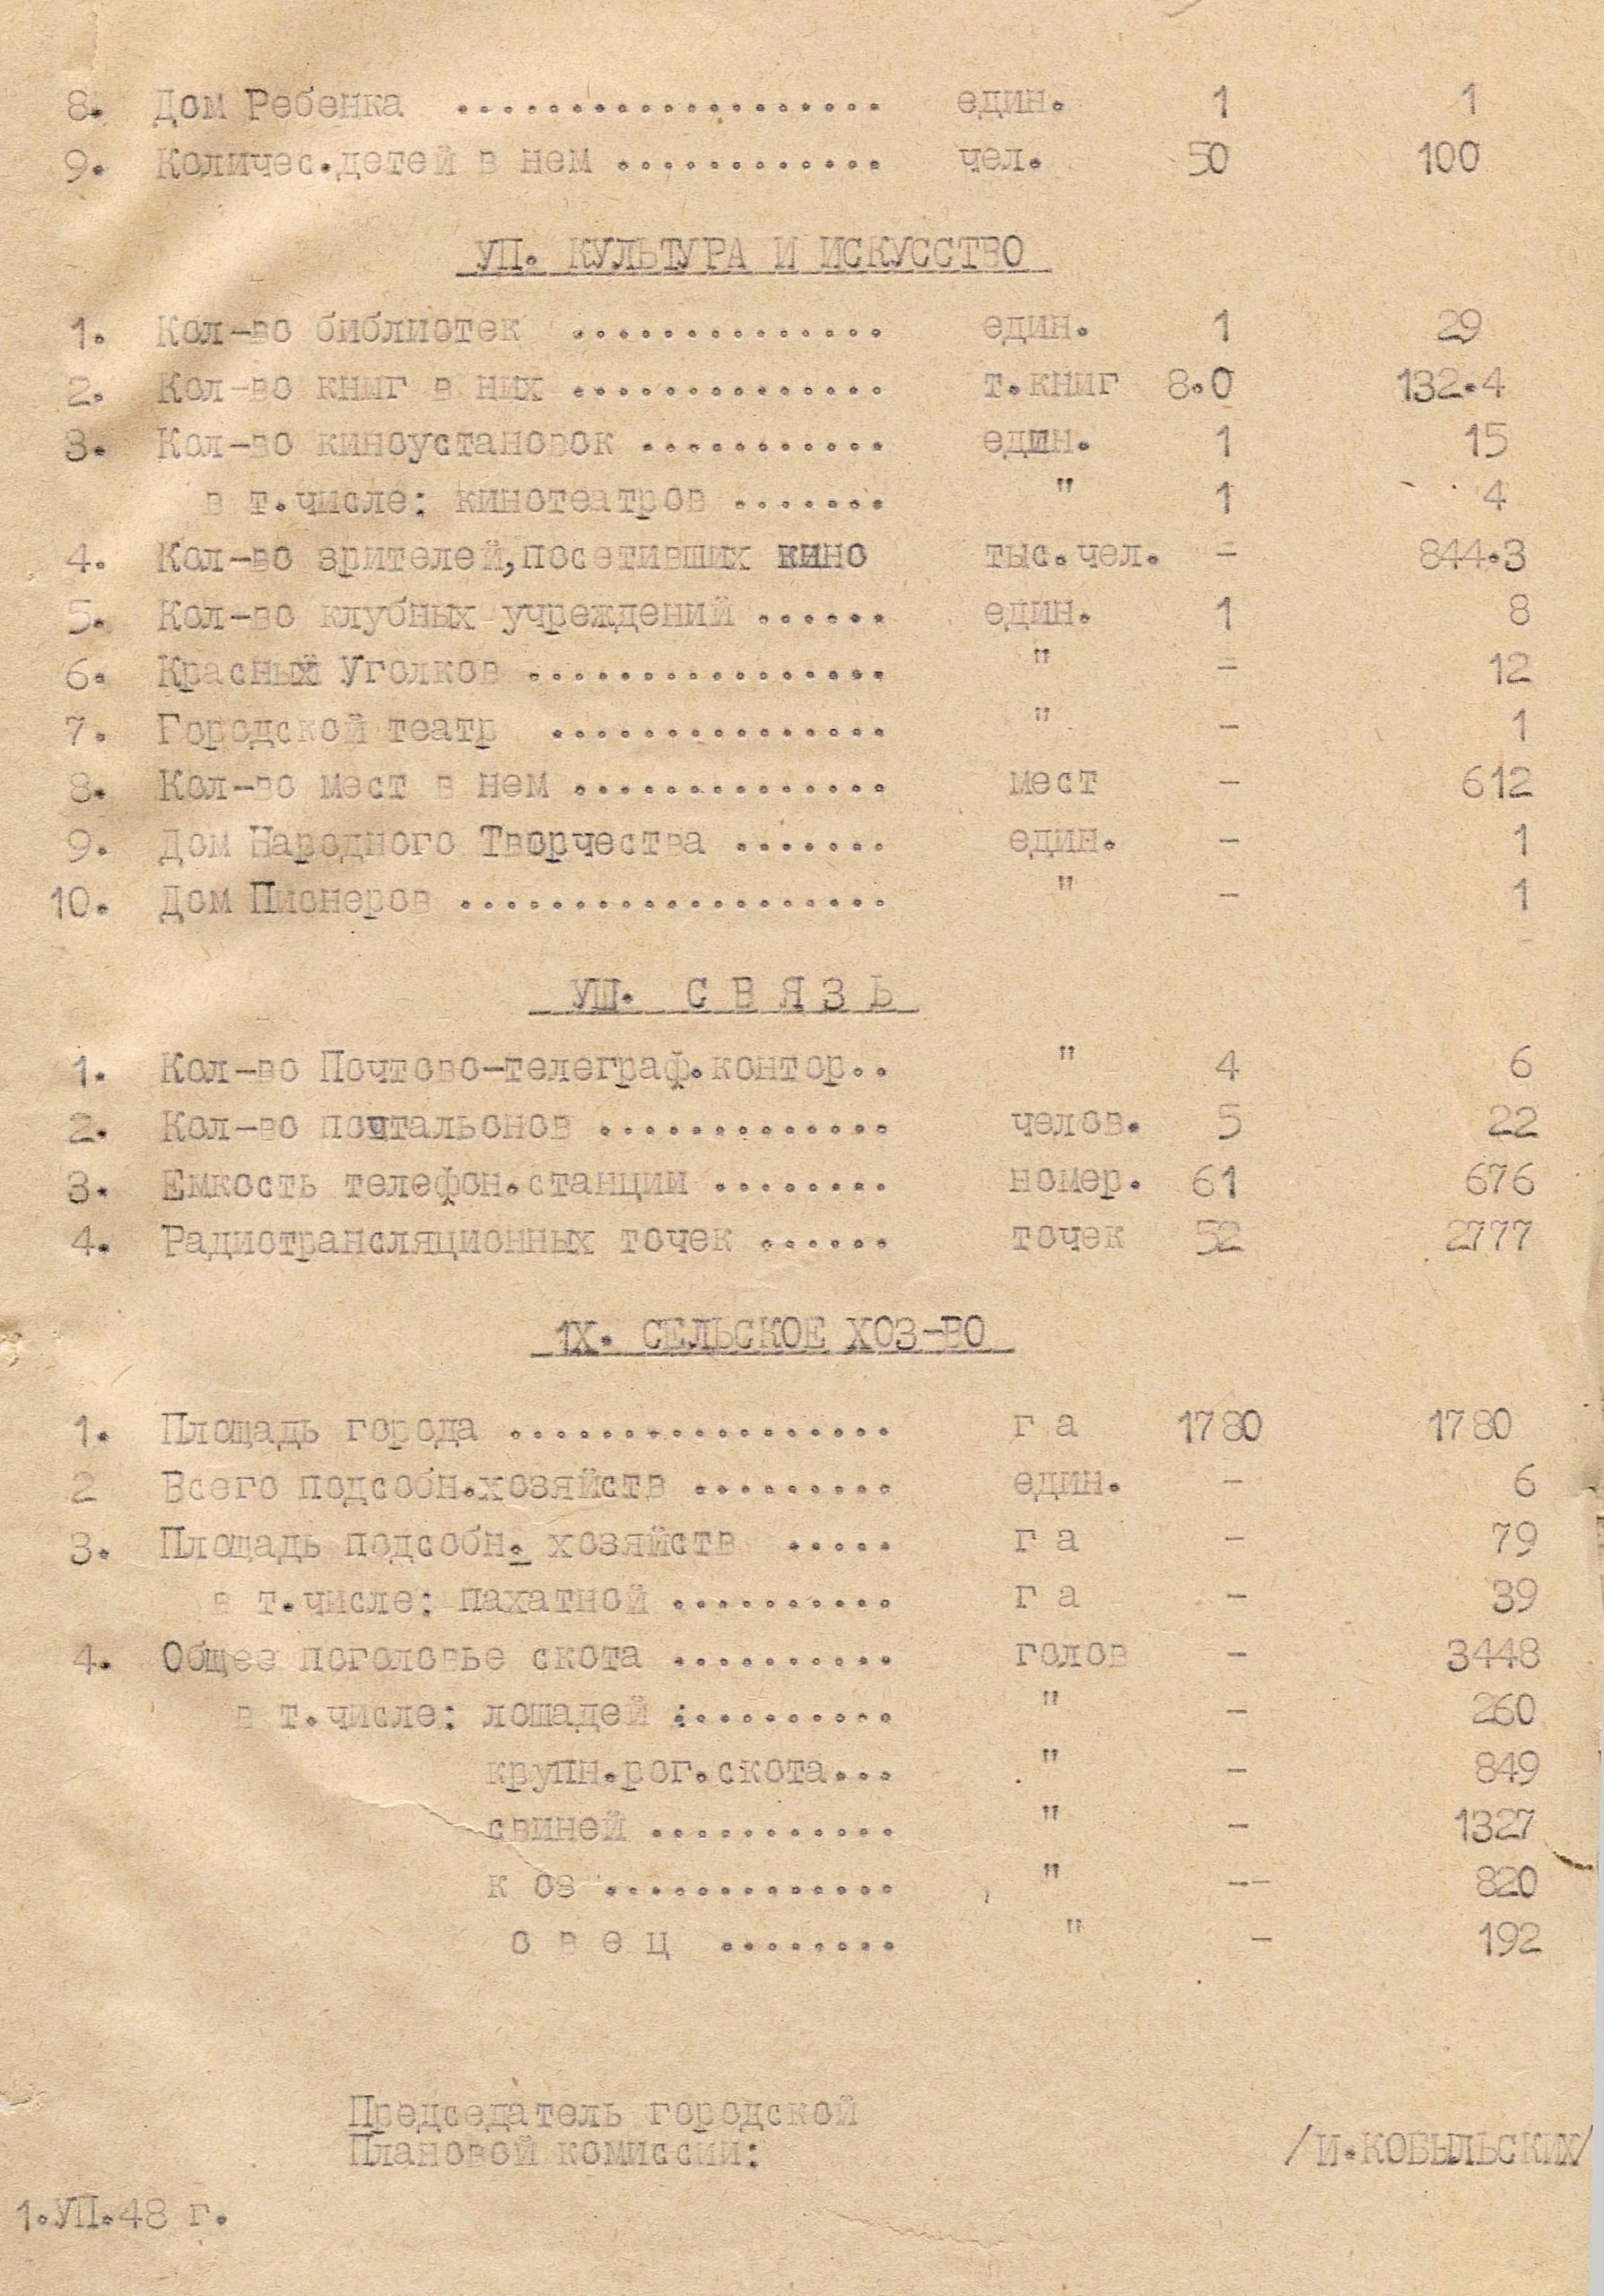 8. Дом Ребенка ................... един. 1 1
9. Количес.детей в нем ............ чел. 50 100
УП. КУЛЬТУРА И ИСКУССТВО
1. Кол-во библиотек .............. един. 1 29
2. Кол-во книг в них .............. т.книг 8.0 132.4
3. Кол-во киноустановок ........... един. 1 15
в т.числе: кинотеатров ....... " 1 4
4. Кол-во зрителей,посетивших кино тыс.чел. - 844.3
5. Кол-во клубных учреждений ...... един. 1 8
6. Красный Уголков ................ " - 12
7. Городской театр ............... " - 1
8. Кол-во мест в нем .............. мест - 612
9. Дом Народного Творчества ....... един. - 1
10. Дом Пионеров ................... " - 1
УШ. С В Я З Ь
1. Кол-во Почтово-телеграф.контор.. " 4 6
2. Кол-во почтальонов ............. челов. 5 22
3. Емкость телефон.станции ........ номер. 61 676
4. Радиотрансляционных точек ...... точек 52 2777
1Х. СЕЛЬСКОЕ ХОЗ-ВО
1. Площадь города ................. г а 1780 1780
2 Всего подсобн.хозяйств ......... един. - 6
3. Площадь подсобн. хозяйств ..... г а - 79
в т.числе: пахатной .......... г а - 39
4. Общее поголовье скота .......... голов - 3448
в т.числе: лошадей :......... " - 260
крупн.рог.скота... " - 849
свиней ........... " - 1327
к оз ............. " -- 820
о в е ц ........ " - 192
Председатель городской
Плановой комиссии: /И.КОБЫЛЬСКИХ/
1.УП.48 г.